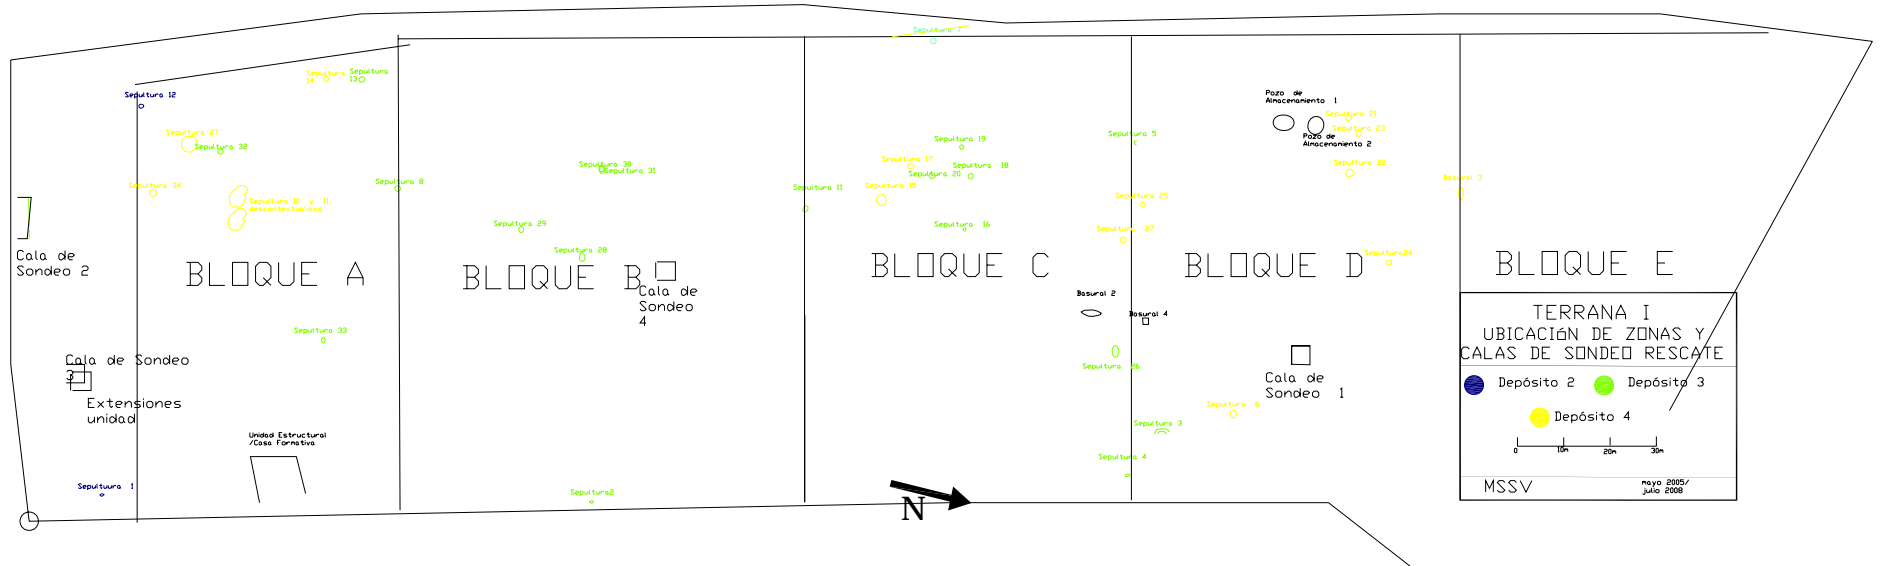 Sepultura 7
Sepultura
14
Sepultura
13
Sepultura 12
Pozo de
Almacenamiento 1
Sepultura 21
Sepultura 23
Pozo de
Almacenamiento 2
Sepultura 5
Sepultura 32
Sepultura 19
Sepultura 17
Sepultura 18
Sepultura 20
Sepultura 30
Sepultura 31
Sepultura 22
Basural 3
Sepultura 8
Sepultura 11
Sepultura 15
Sepultura 25
Sepultura 10 y 11,
Sepultura 29
Sepultura 16
Sepultura 27
Sepultura 28
Sepultura24
Cala de
Sondeo 2
BLOQUE A
BLOQUE B
BLOQUE C
BLOQUE D
BLOQUE E
Cala de
Sondeo
4
Basural 2
Basural 4
Sepultura 33
Cala de Sondeo
3
Extensiones
unidad
Sepultura 26
Cala de
Sondeo 1
Sepultura 6
Sepultura 3
Unidad Estructural
/Casa Formativa
Sepultura 4
Sepultuura 1
Sepultura2
N
TERRANA I
UBICACIóN DE ZONAS Y
CALAS DE SONDEO RESCATE
Depósito 2
Depósito 3
Depósito 4
0 10m 20m 30m
MSSV
mayo 2005/
julio 2008